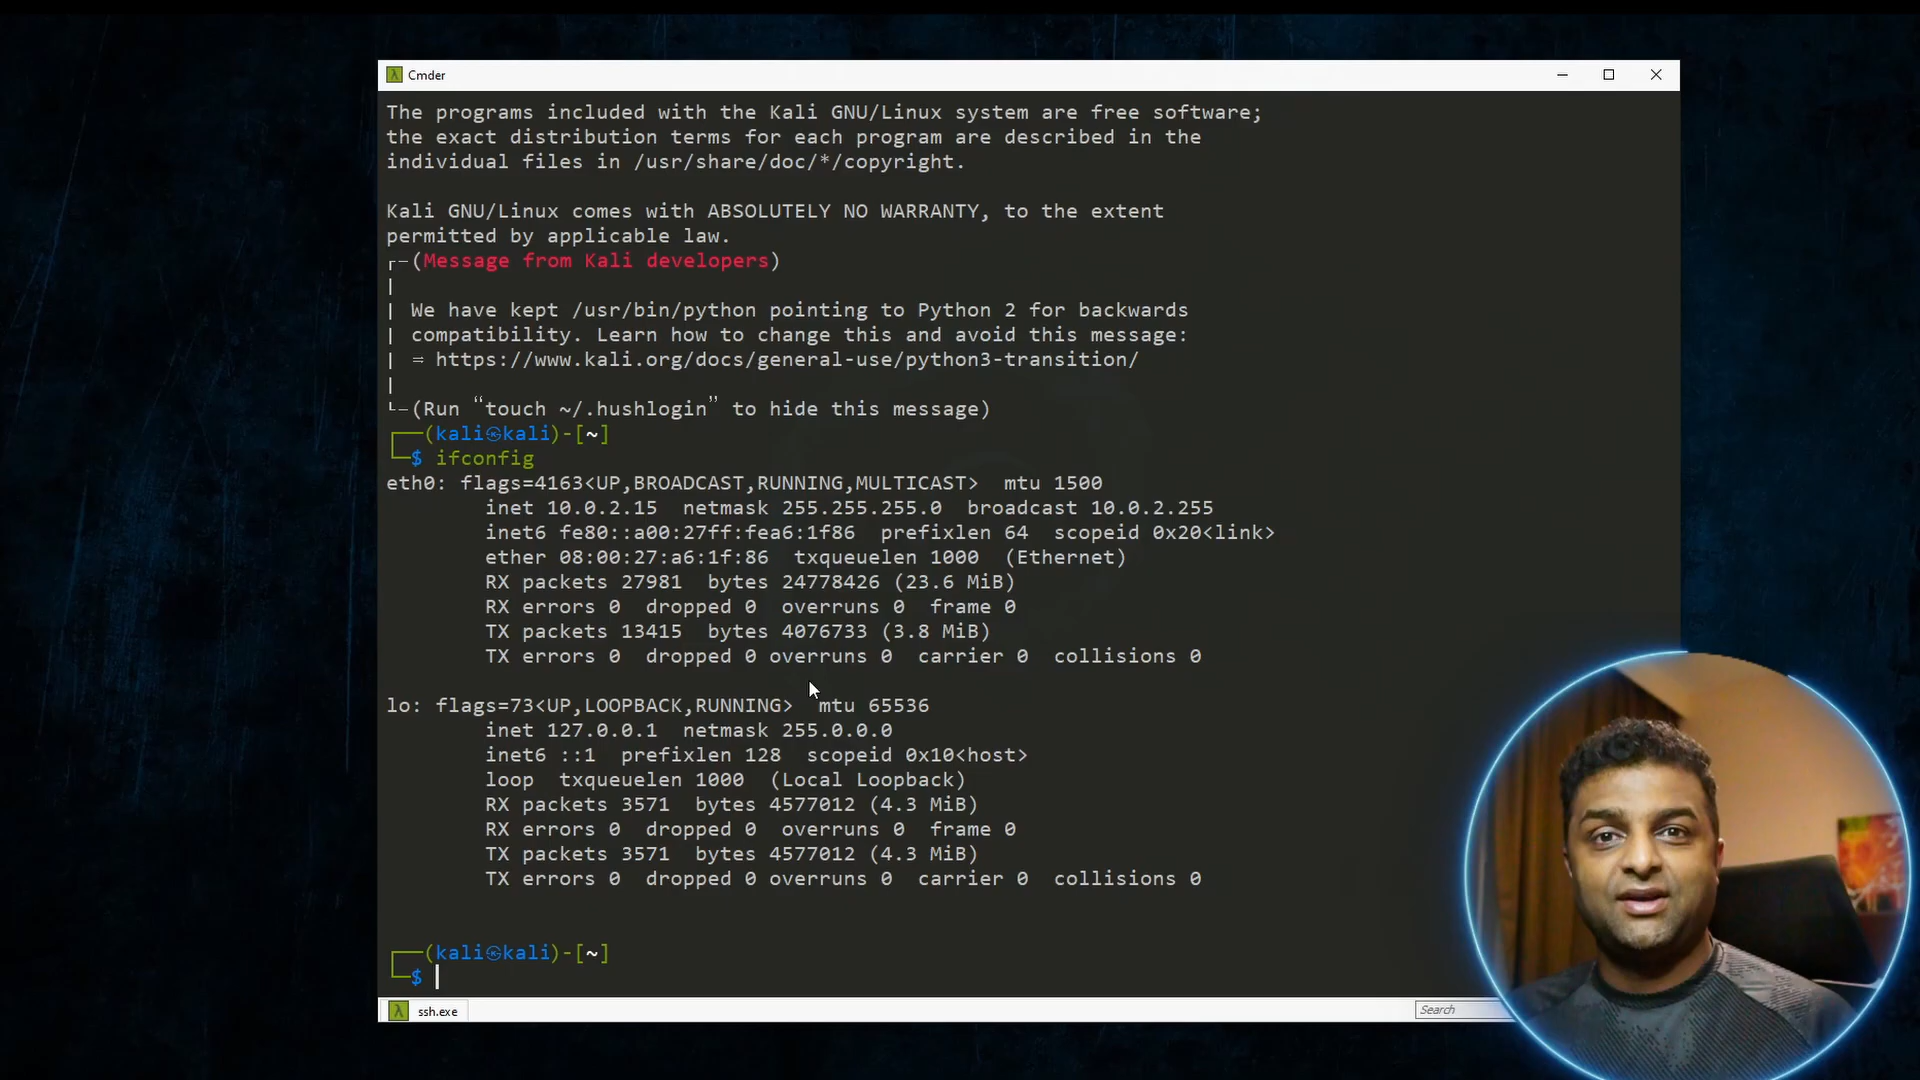 Cmder
The programs included with the Kali GNU/Linux system are free software;
the exact distribution terms for each program are described in the
individual files in /usr/share/doc/*/copyright.
Kali GNU/Linux comes with ABSOLUTELY NO WARRANTY, to the extent
permitted by applicable law.
┌─(Message from Kali developers)
|
| We have kept /usr/bin/python pointing to Python 2 for backwards
| compatibility. Learn how to change this and avoid this message:
| ⇒ https://www.kali.org/docs/general-use/python3-transition/
|
└─(Run “touch ~/.hushlogin” to hide this message)
┌──(kali㉿kali)-[~]
└─$ ifconfig
eth0: flags=4163<UP,BROADCAST,RUNNING,MULTICAST>  mtu 1500
        inet 10.0.2.15  netmask 255.255.255.0  broadcast 10.0.2.255
        inet6 fe80::a00:27ff:fea6:1f86  prefixlen 64  scopeid 0x20<link>
        ether 08:00:27:a6:1f:86  txqueuelen 1000  (Ethernet)
        RX packets 27981  bytes 24778426 (23.6 MiB)
        RX errors 0  dropped 0  overruns 0  frame 0
        TX packets 13415  bytes 4076733 (3.8 MiB)
        TX errors 0  dropped 0 overruns 0  carrier 0  collisions 0
lo: flags=73<UP,LOOPBACK,RUNNING>  mtu 65536
        inet 127.0.0.1  netmask 255.0.0.0
        inet6 ::1  prefixlen 128  scopeid 0x10<host>
        loop  txqueuelen 1000  (Local Loopback)
        RX packets 3571  bytes 4577012 (4.3 MiB)
        RX errors 0  dropped 0  overruns 0  frame 0
        TX packets 3571  bytes 4577012 (4.3 MiB)
        TX errors 0  dropped 0 overruns 0  carrier 0  collisions 0
┌──(kali㉿kali)-[~]
└─$
ssh.exe
Search